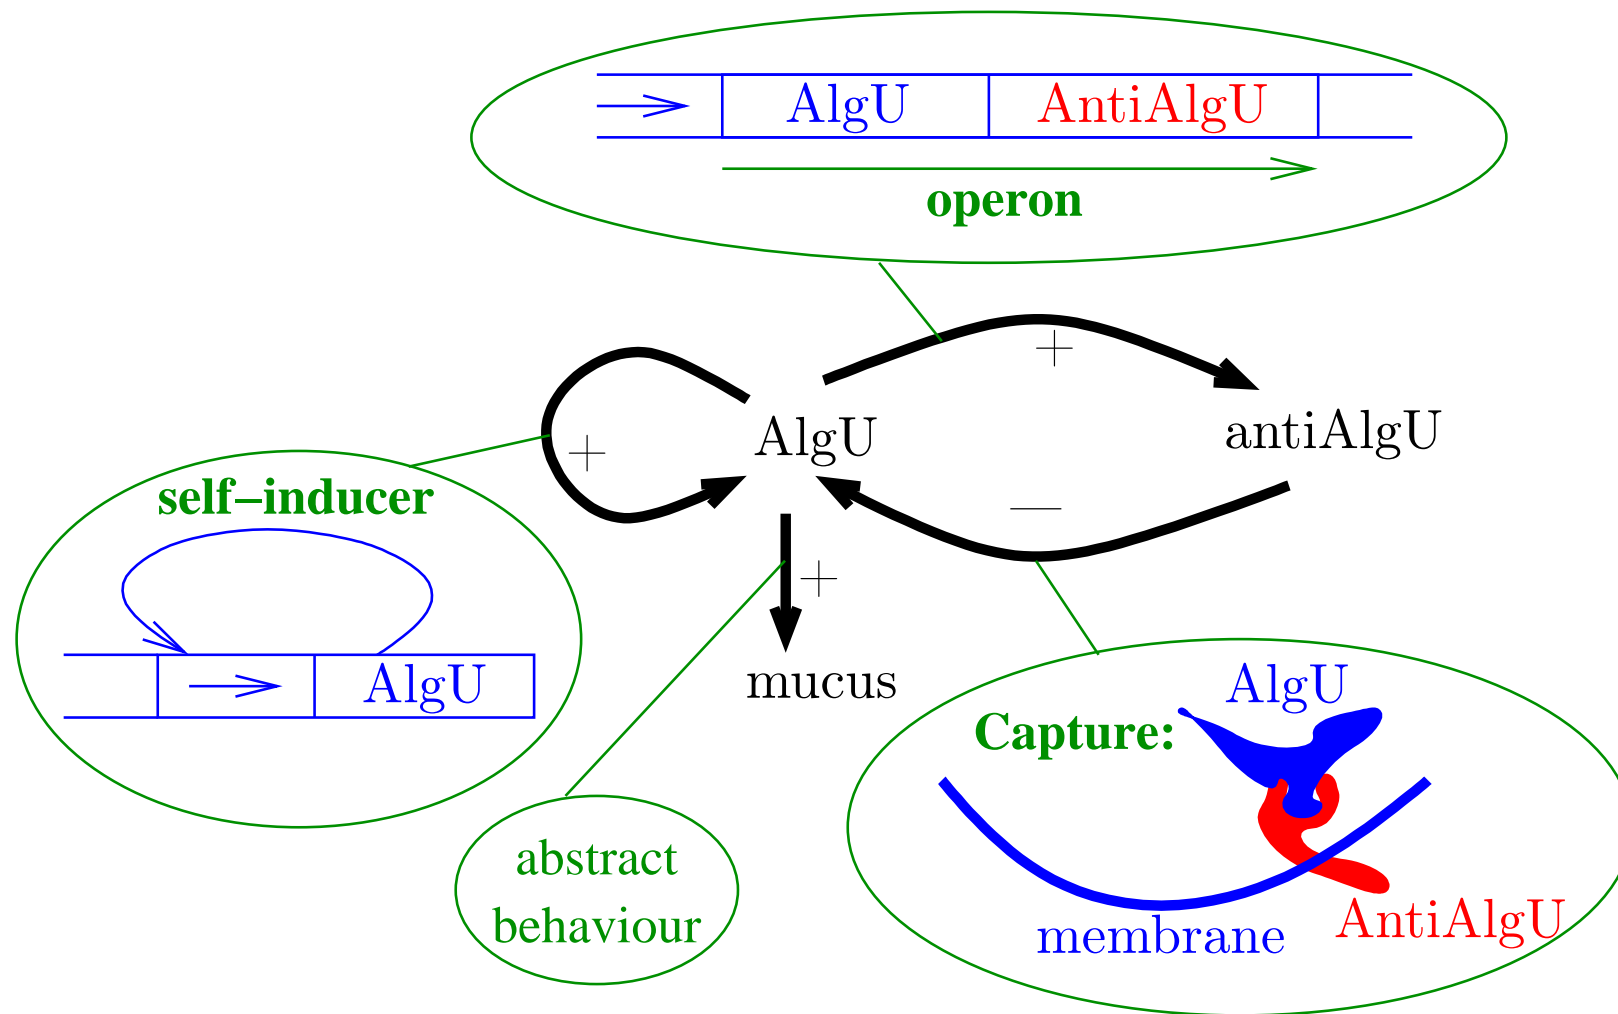 AlgU AntiAlgU
operon
+
AlgU
antiAlgU
+
self–inducer
—
+
mucus
AlgU
AlgU
Capture:
abstract
behaviour
membrane
AntiAlgU